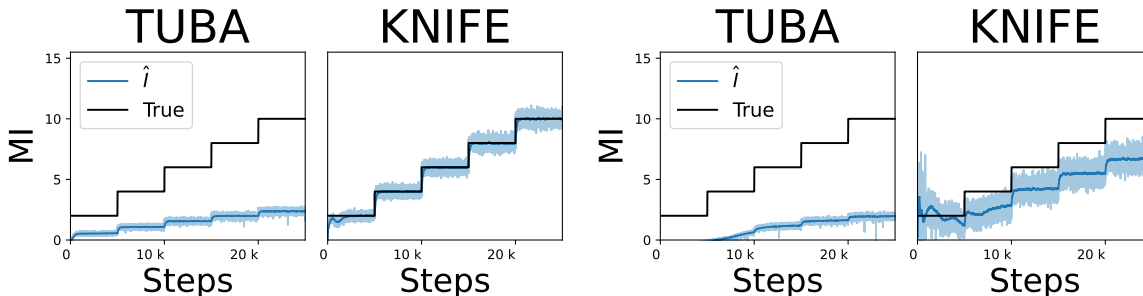 TUBA KNIFE TUBA KNIFE
15
10
5
0
MI
Î
True
0 10 k 20 k
0 10 k 20 k
Steps Steps
15
10
5
0
MI
Î
True
0 10 k 20 k
0 10 k 20 k
Steps Steps